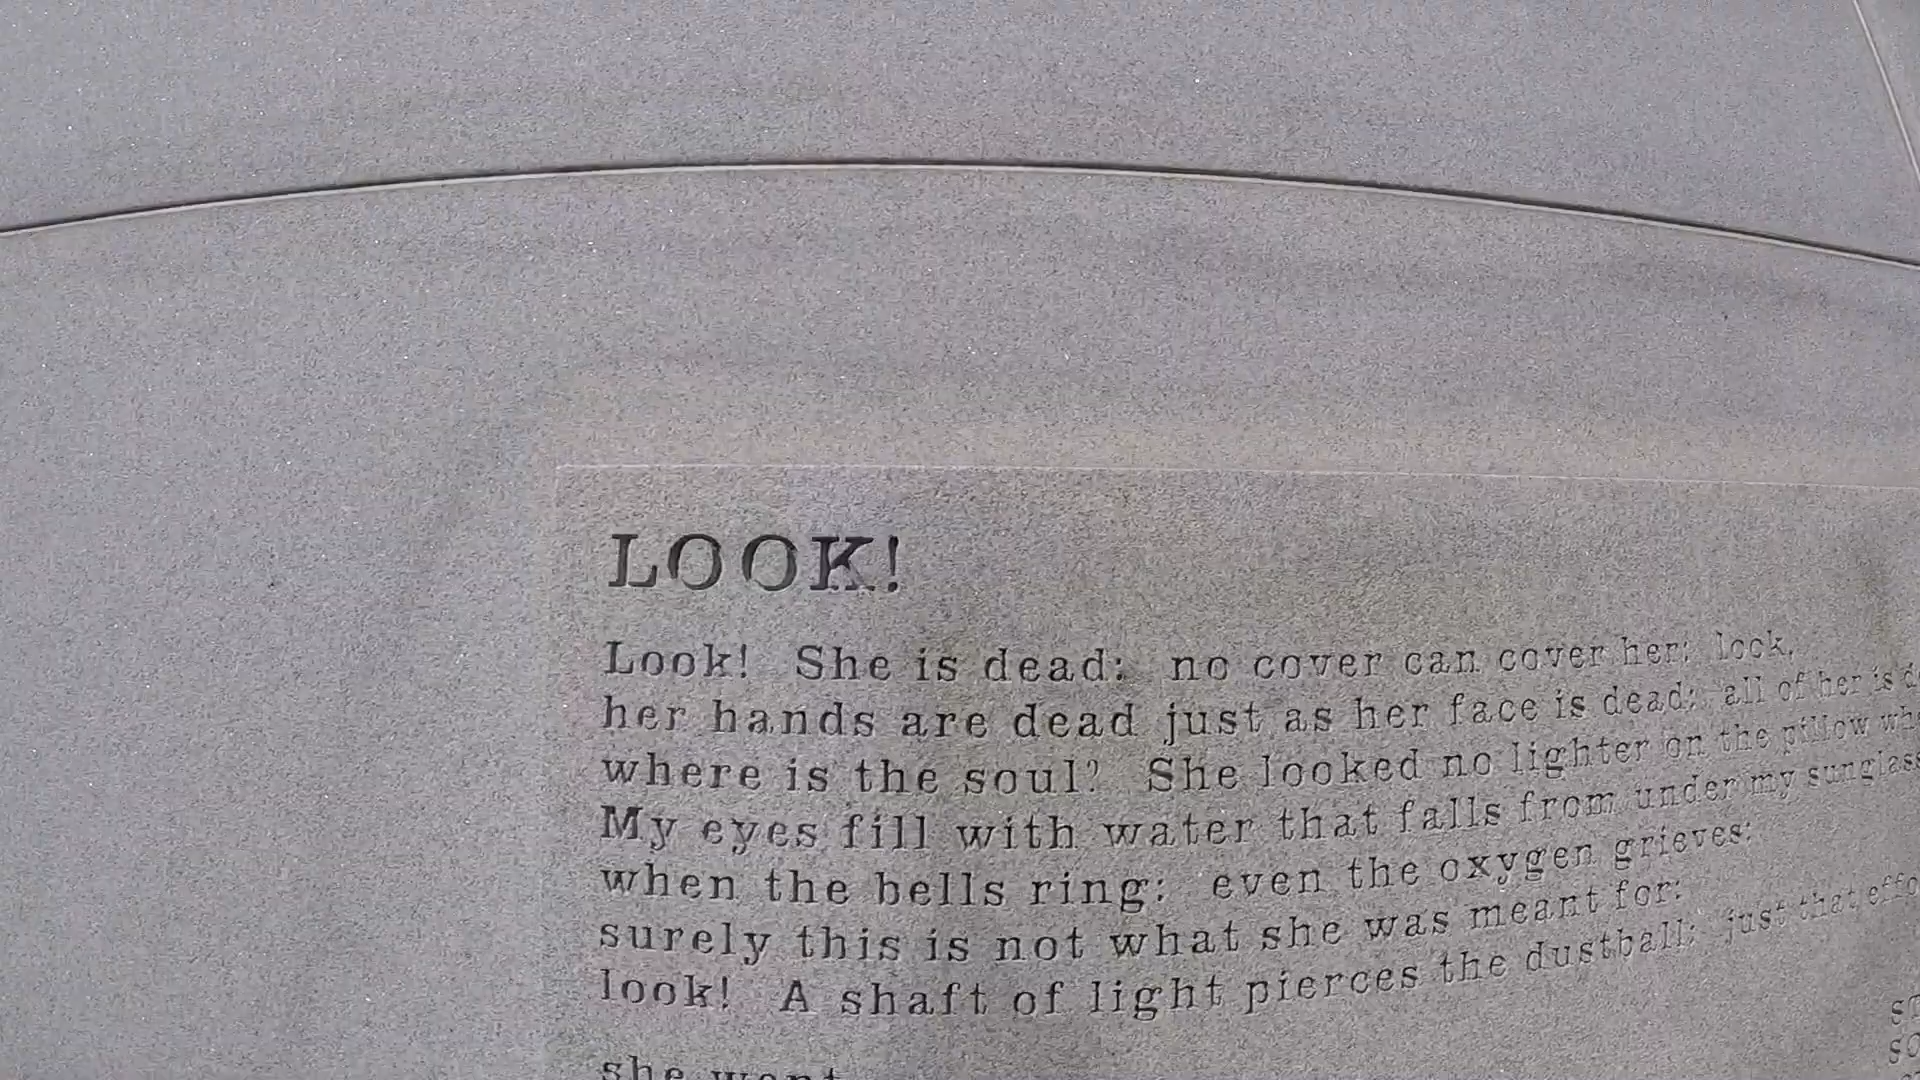 LOOK!
Look! She is dead: no cover can cover her: look,
her hands are dead just as her face is dead: all of her is
where is the soul? She looked no lighter on the pillow
My eyes fill with water that falls from under my
when the bells ring: even the oxygen grieves:
surely this is not what she was meant for:
look! A shaft of light pierces the dustball: just that
she went